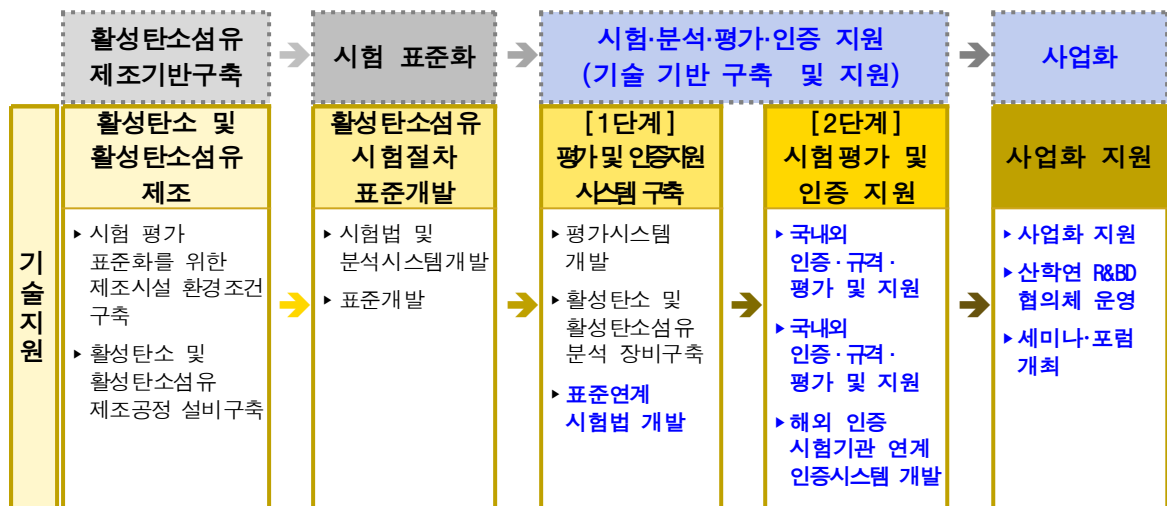 활성탄소섬유
제조기반구축
시험 표준화
시험·분석·평가·인증 지원
(기술 기반 구축 및 지원)
사업화
기술지원
활성탄소 및
활성탄소섬유
제조
▸ 시험 평가
표준화를 위한
제조시설 환경조건
구축
▸ 활성탄소 및
활성탄소섬유
제조공정 설비구축
활성탄소섬유
시험절차
표준개발
▸ 시험법 및
분석시스템개발
▸ 표준개발
[1단계]
평가 및 인증지원
시스템 구축
▸ 평가시스템
개발
▸ 활성탄소 및
활성탄소섬유
분석 장비구축
▸ 표준연계
시험법 개발
[2단계]
시험평가 및
인증 지원
▸ 국내외
인증·규격·
평가 및 지원
▸ 국내외
인증·규격·
평가 및 지원
▸ 해외 인증
시험기관 연계
인증시스템 개발
사업화 지원
▸ 사업화 지원
▸ 산학연 R&BD
협의체 운영
▸ 세미나·포럼
개최